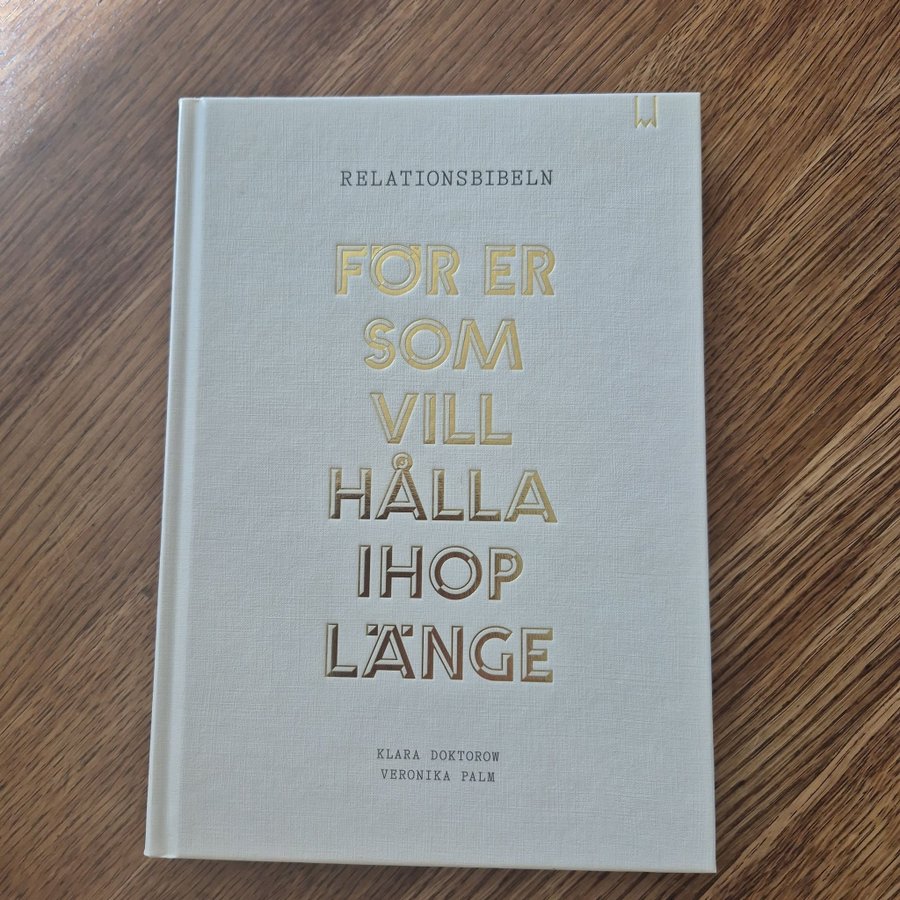 RELATIONSBIBELN
FÖR ER
SOM
VILL
HÅLLA
IHOP
LÄNGE
KLARA DOKTOROW
VERONIKA PALM